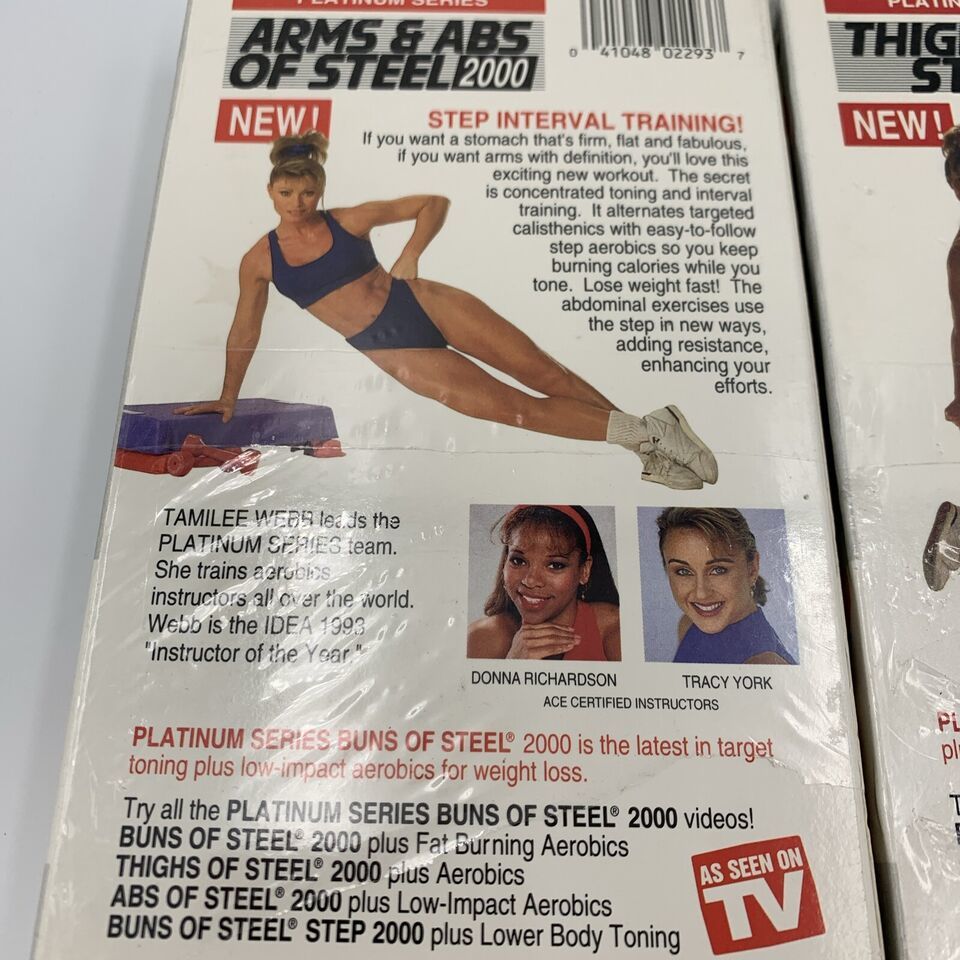 PLATINUM SERIES
ARMS & ABS
OF STEEL 2000
0 41048 02293 7
NEW!
STEP INTERVAL TRAINING!
If you want a stomach that's firm, flat and fabulous,
if you want arms with definition, you'll love this
exciting new workout. The secret
is concentrated toning and interval
training. It alternates targeted
calisthenics with easy-to-follow
step aerobics so you keep
burning calories while you
tone. Lose weight fast! The
abdominal exercises use
the step in new ways,
adding resistance,
enhancing your
efforts.
TAMILEE WEBB leads the
PLATINUM SERIES team.
She trains aerobics
instructors all over the world.
Webb is the IDEA 1993
"Instructor of the Year."
DONNA RICHARDSON
TRACY YORK
ACE CERTIFIED INSTRUCTORS
PLATINUM SERIES BUNS OF STEEL® 2000 is the latest in target
toning plus low-impact aerobics for weight loss.
Try all the PLATINUM SERIES BUNS OF STEEL® 2000 videos!
BUNS OF STEEL® 2000 plus Fat Burning Aerobics
THIGHS OF STEEL® 2000 plus Aerobics
ABS OF STEEL® 2000 plus Low-Impact Aerobics
BUNS OF STEEL® STEP 2000 plus Lower Body Toning
AS SEEN ON
TV
PLATIN
THIG
ST
NEW!
PL